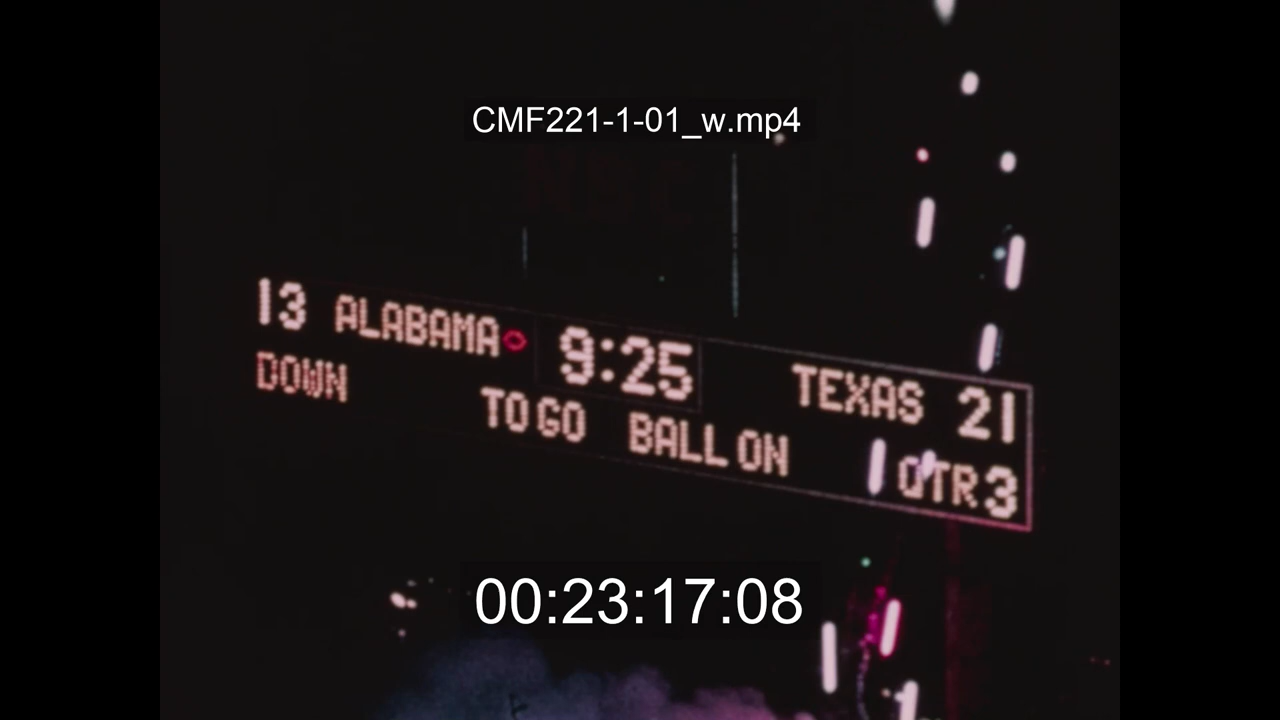 CMF221-1-01_w.mp4
NBC
13 ALABAMA 9:25 TEXAS 21
DOWN TO GO BALL ON QTR 3
00:23:17:08